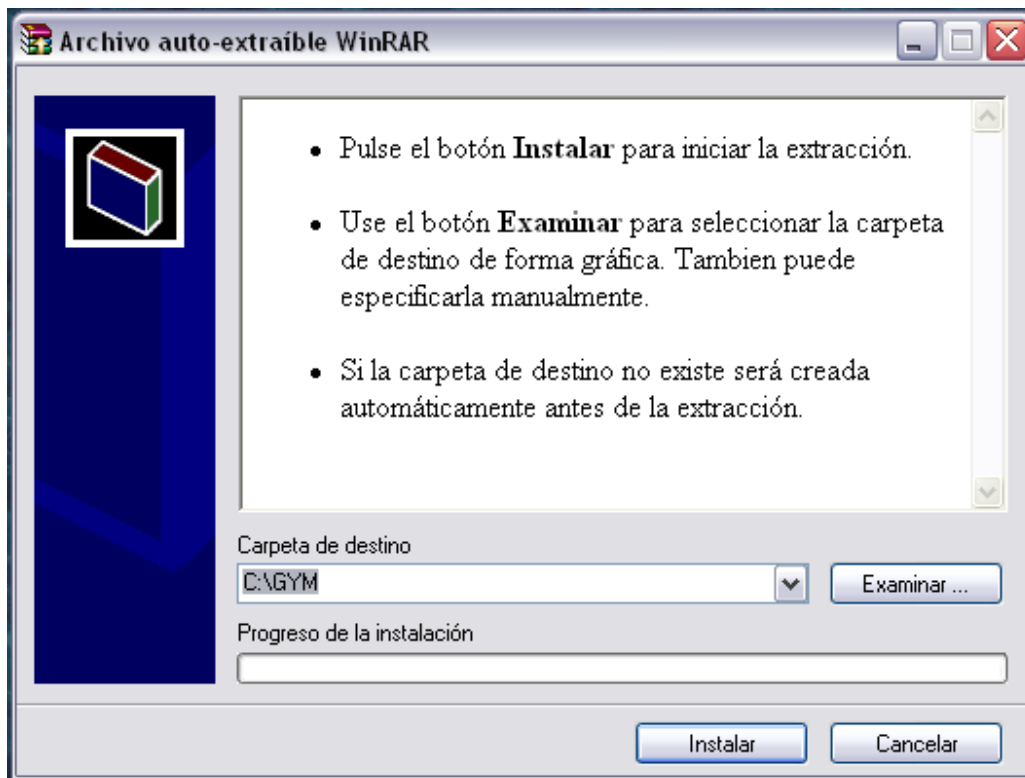 Archivo auto-extraíble WinRAR
Pulse el botón Instalar para iniciar la extracción.
Use el botón Examinar para seleccionar la carpeta
de destino de forma gráfica. Tambien puede
especificarla manualmente.
Si la carpeta de destino no existe será creada
automáticamente antes de la extracción.
Carpeta de destino
C:\GYM
Examinar ...
Progreso de la instalación
Instalar
Cancelar